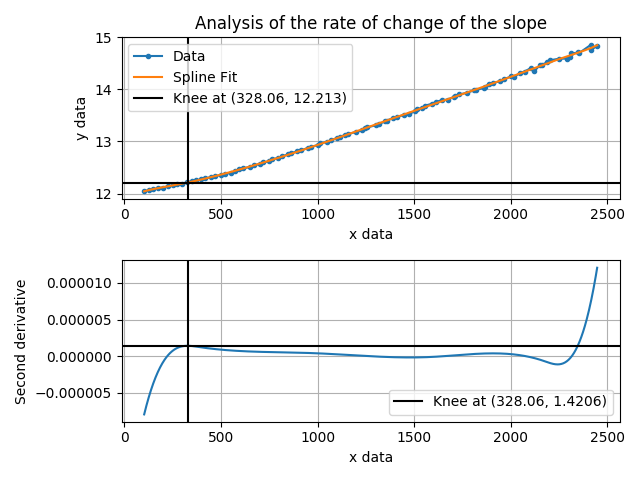 Analysis of the rate of change of the slope
15
14
13
12
y data
Data
Spline Fit
Knee at (328.06, 12.213)
0
500
1000
1500
2000
2500
x data
0.000010
0.000005
0.000000
−0.000005
Second derivative
Knee at (328.06, 1.4206)
0
500
1000
1500
2000
2500
x data